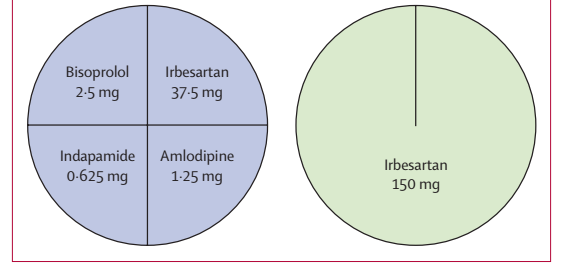 Bisoprolol
2·5 mg
Irbesartan
37·5 mg
Indapamide
0·625 mg
Amlodipine
1·25 mg
Irbesartan
150 mg